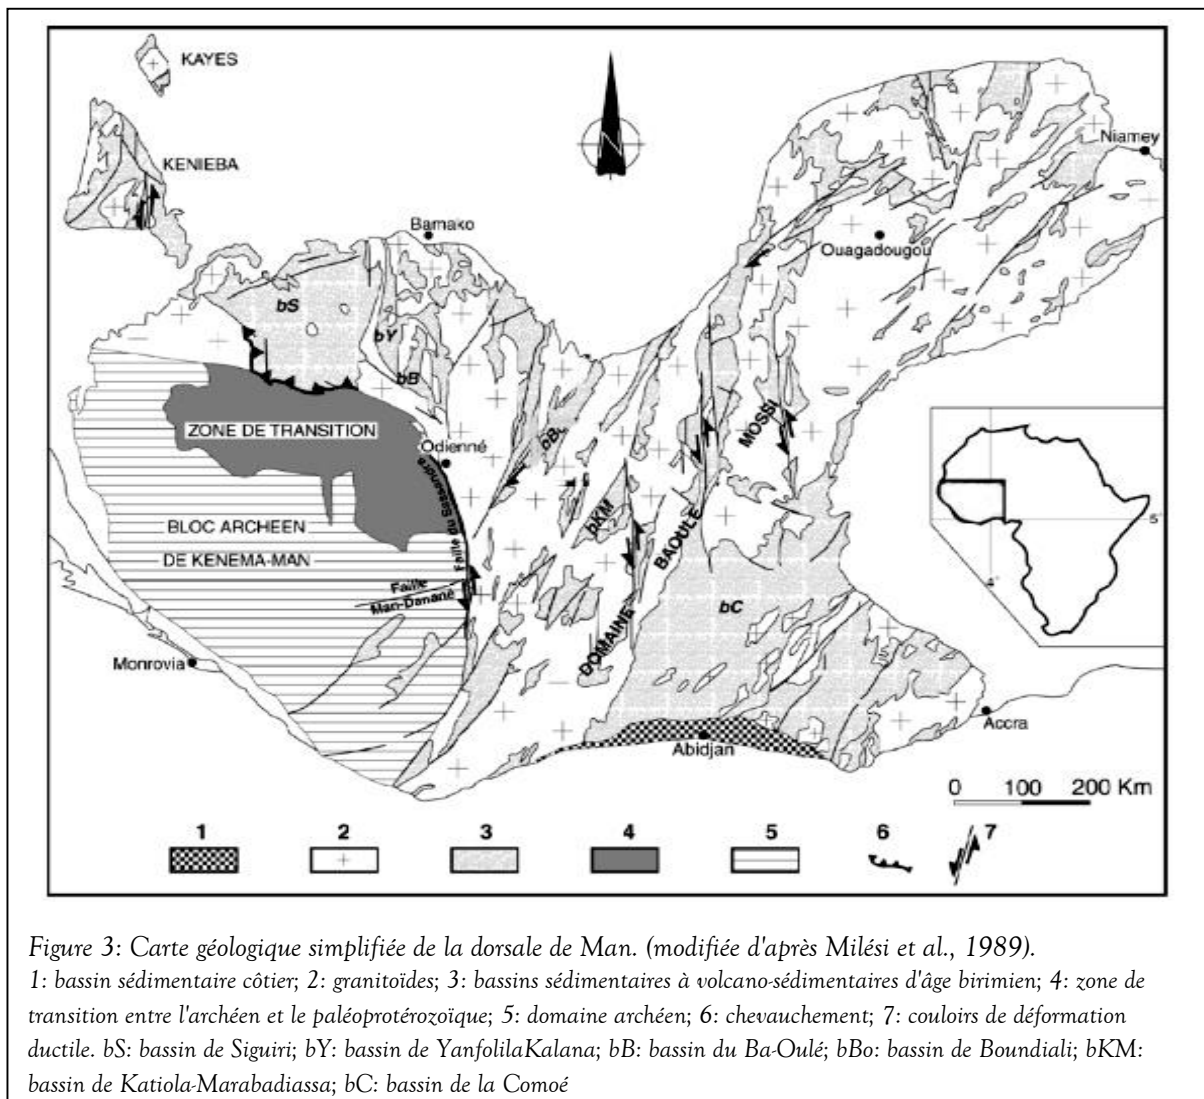 KAYES
KENIEBA
Bamako
Niamey
Ouagadougou
bS
bY
bB
ZONE DE TRANSITION
Odienné
Faille du Sassandra
MOSSI
bKM
BAOULÉ
BLOC ARCHEEN
DE KENEMA-MAN
Faille
Man-Danané
DOMAINE
bC
5°
4°
Monrovia
Accra
Abidjan
0 100 200 Km
1 2 3 4 5 6 7
Figure 3: Carte géologique simplifiée de la dorsale de Man. (modifiée d'après Milési et al., 1989).
1: bassin sédimentaire côtier; 2: granitoïdes; 3: bassins sédimentaires à volcano-sédimentaires d'âge birimien; 4: zone de
transition entre l'archéen et le paléoprotérozoïque; 5: domaine archéen; 6: chevauchement; 7: couloirs de déformation
ductile. bS: bassin de Siguiri; bY: bassin de YanfolilaKalana; bB: bassin du Ba-Oulé; bBo: bassin de Boundiali; bKM:
bassin de Katiola-Marabadiassa; bC: bassin de la Comoé